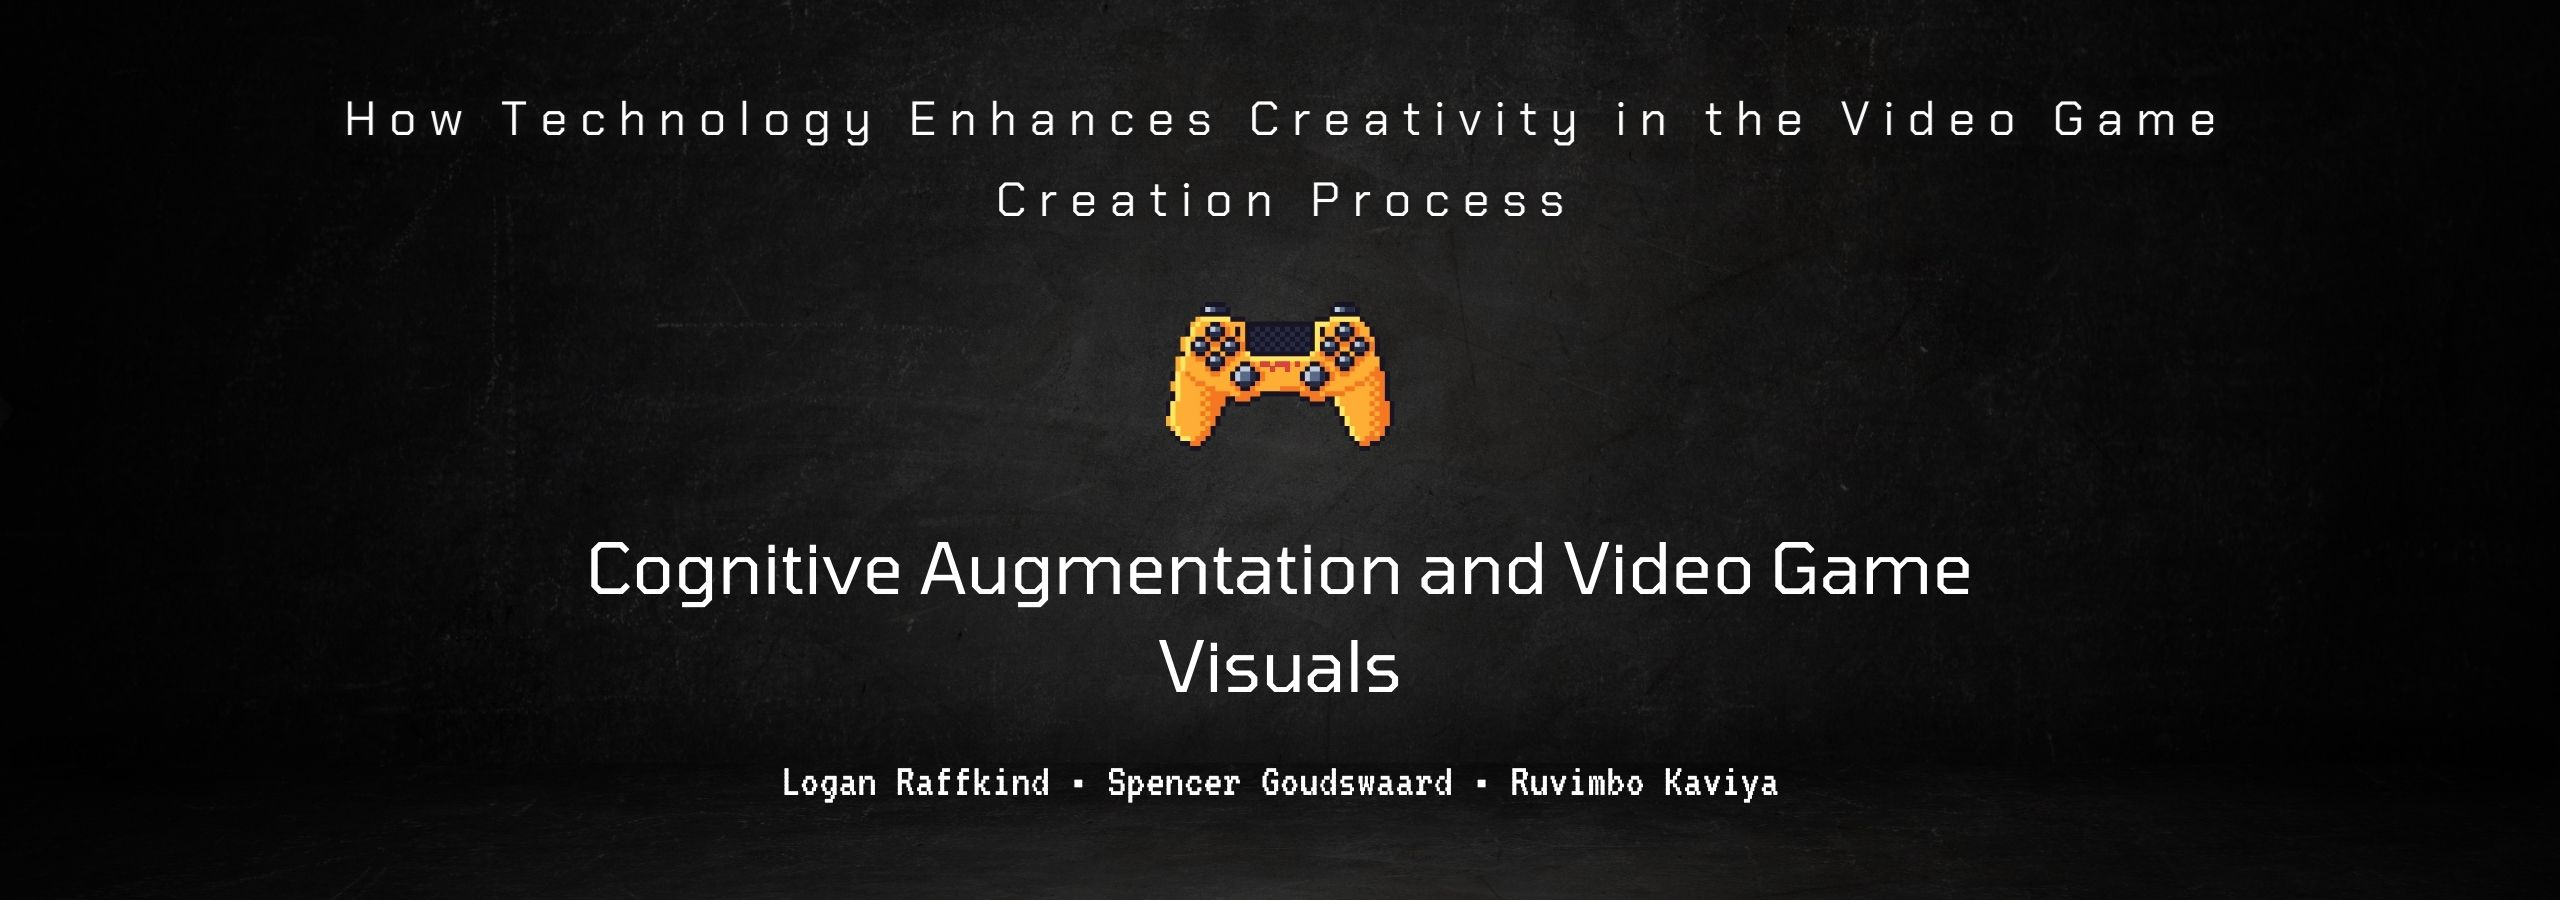 How Technology Enhances Creativity in the Video Game
Creation Process
Cognitive Augmentation and Video Game
Visuals
Logan Raffkind ▪ Spencer Goudswaard ▪ Ruvimbo Kaviya